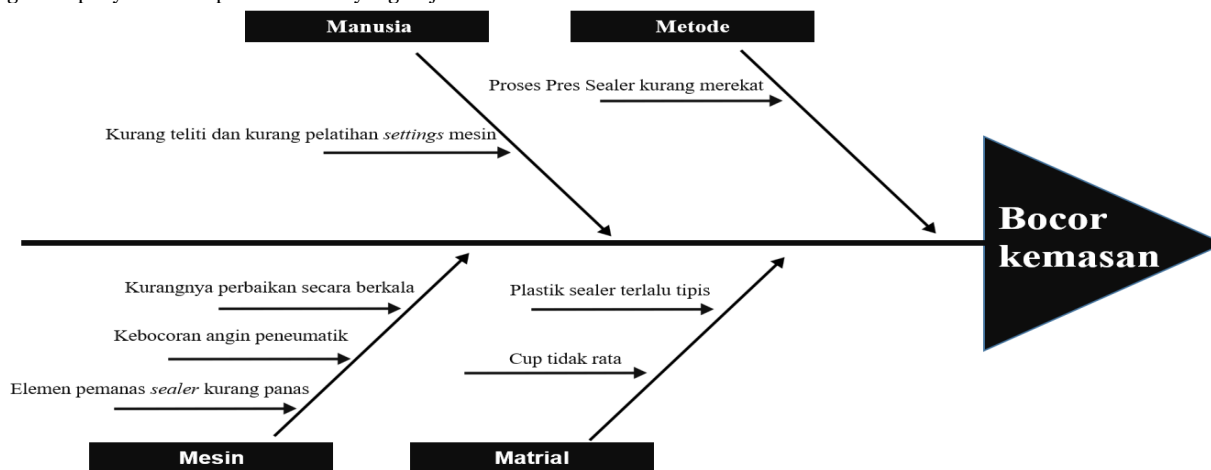 Manusia
Metode
Proses Pres Sealer kurang merekat
Kurang teliti dan kurang pelatihan settings mesin
Bocor
kemasan
Kurangnya perbaikan secara berkala
Plastik sealer terlalu tipis
Kebocoran angin peneumatik
Cup tidak rata
Elemen pemanas sealer kurang panas
Mesin
Matrial